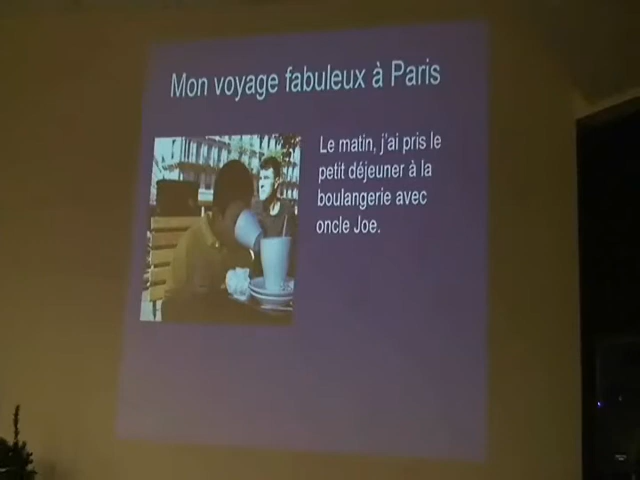 Mon voyage fabuleux à Paris
Le matin, j'ai pris le
petit déjeuner à la
boulangerie avec
oncle Joe.